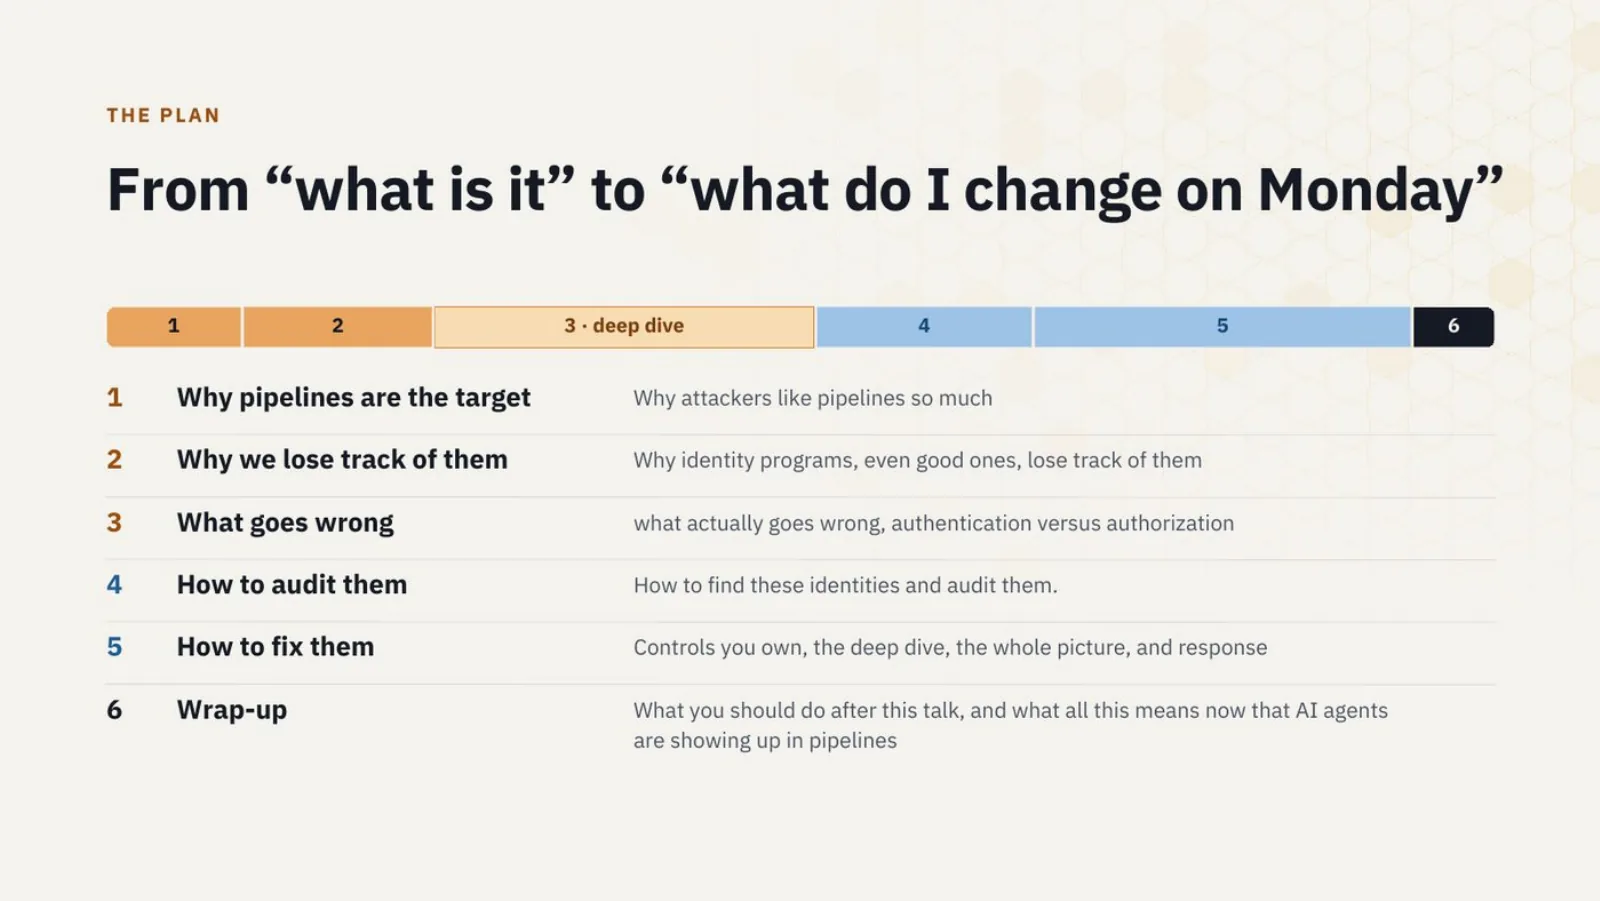 THE PLAN
From “what is it” to “what do I change on Monday”
1 2 3 · deep dive 4 5 6
1 Why pipelines are the target Why attackers like pipelines so much
2 Why we lose track of them Why identity programs, even good ones, lose track of them
3 What goes wrong what actually goes wrong, authentication versus authorization
4 How to audit them How to find these identities and audit them.
5 How to fix them Controls you own, the deep dive, the whole picture, and response
6 Wrap-up What you should do after this talk, and what all this means now that AI agents
are showing up in pipelines